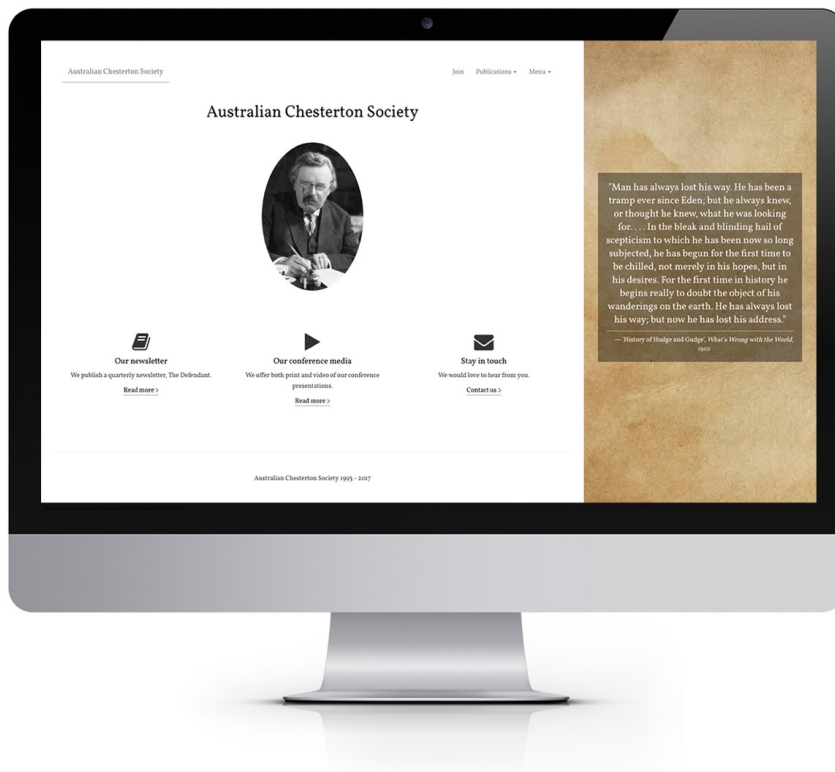 Australian Chesterton Society
Join Publications Menu
Australian Chesterton Society
Our newsletter
We publish a quarterly newsletter, The Defendant.
Read more >
Our conference media
We offer both print and video of our conference
presentations.
Read more >
Stay in touch
We would love to hear from you.
Contact us >
Australian Chesterton Society 1993 - 2017
"Man has always lost his way. He has been a
tramp ever since Eden; but he always knew,
or thought he knew, what he was looking
for. . . . In the bleak and blinding hail of
scepticism to which he has been now so long
subjected, he has begun for the first time to
be chilled, not merely in his hopes, but in
his desires. For the first time in history he
begins really to doubt the object of his
wanderings on the earth. He has always lost
his way; but now he has lost his address."
— 'History of Hudge and Gudge', What's Wrong with the World,
1910